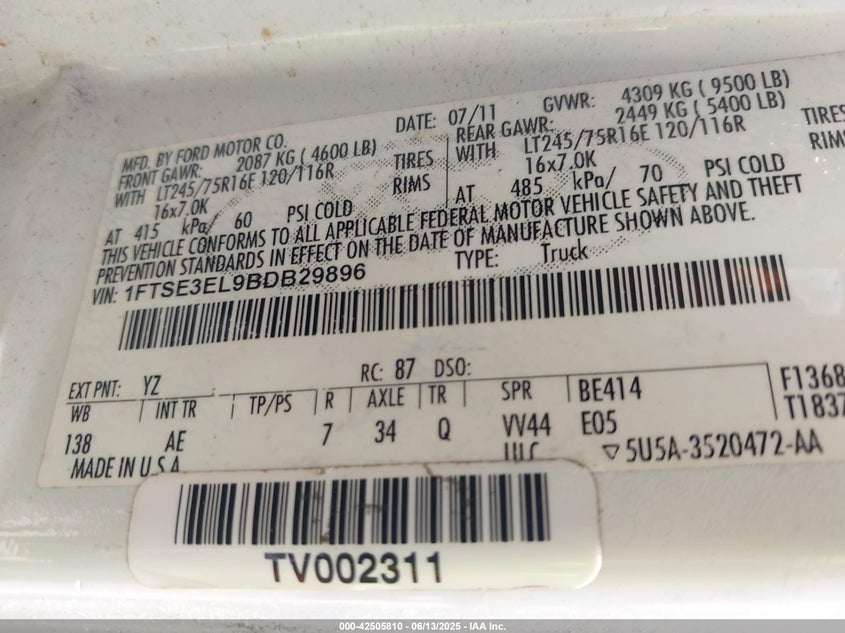 MFD. BY FORD MOTOR CO. DATE: 07/11 GVWR: 4309 KG ( 9500 LB)
FRONT GAWR: 2087 KG ( 4600 LB) REAR GAWR: 2449 KG ( 5400 LB)
WITH LT245/75R16E 120/116R TIRES WITH LT245/75R16E 120/116R TIRES
16x7.0K RIMS 16x7.0K RIMS
AT 415 kPa/ 60 PSI COLD AT 485 kPa/ 70 PSI COLD
THIS VEHICLE CONFORMS TO ALL APPLICABLE FEDERAL MOTOR VEHICLE SAFETY AND THEFT
PREVENTION STANDARDS IN EFFECT ON THE DATE OF MANUFACTURE SHOWN ABOVE.
VIN: 1FTSE3EL9BDB29896 TYPE: Truck
EXT PNT: YZ RC: 87 DSO:
WB INT TR TP/PS R AXLE TR SPR BE414 F1368
138 AE 7 34 Q VV44 E05 T1837
MADE IN U.S.A. ▽5U5A-3520472-AA
TV002311
000-42505810 - 06/13/2025 - IAA Inc.